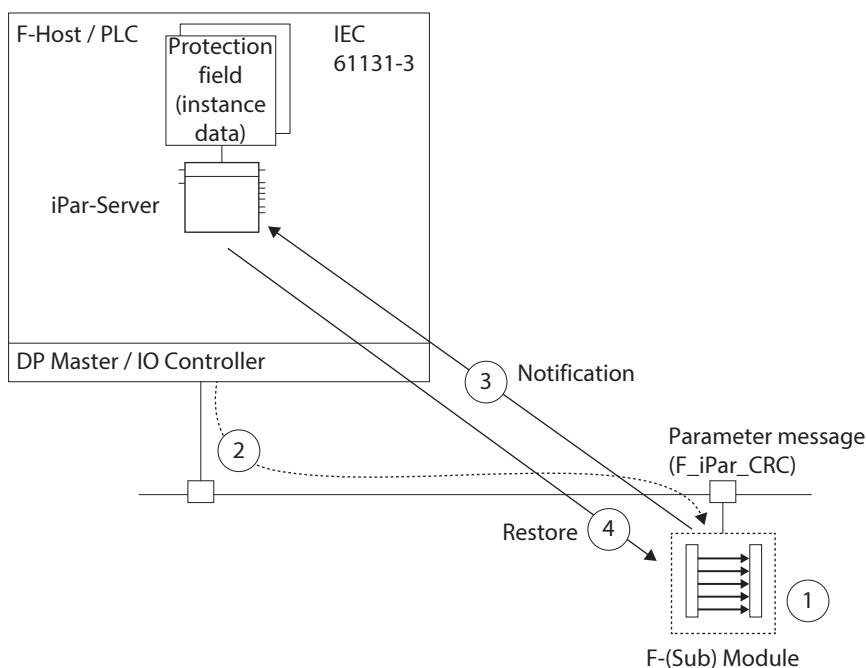 F-Host / PLC
IEC
61131-3
Protection
field
(instance
data)
iPar-Server
DP Master / IO Controller
3
Notification
2
Parameter message
(F_iPar_CRC)
Restore
4
1
F-(Sub) Module